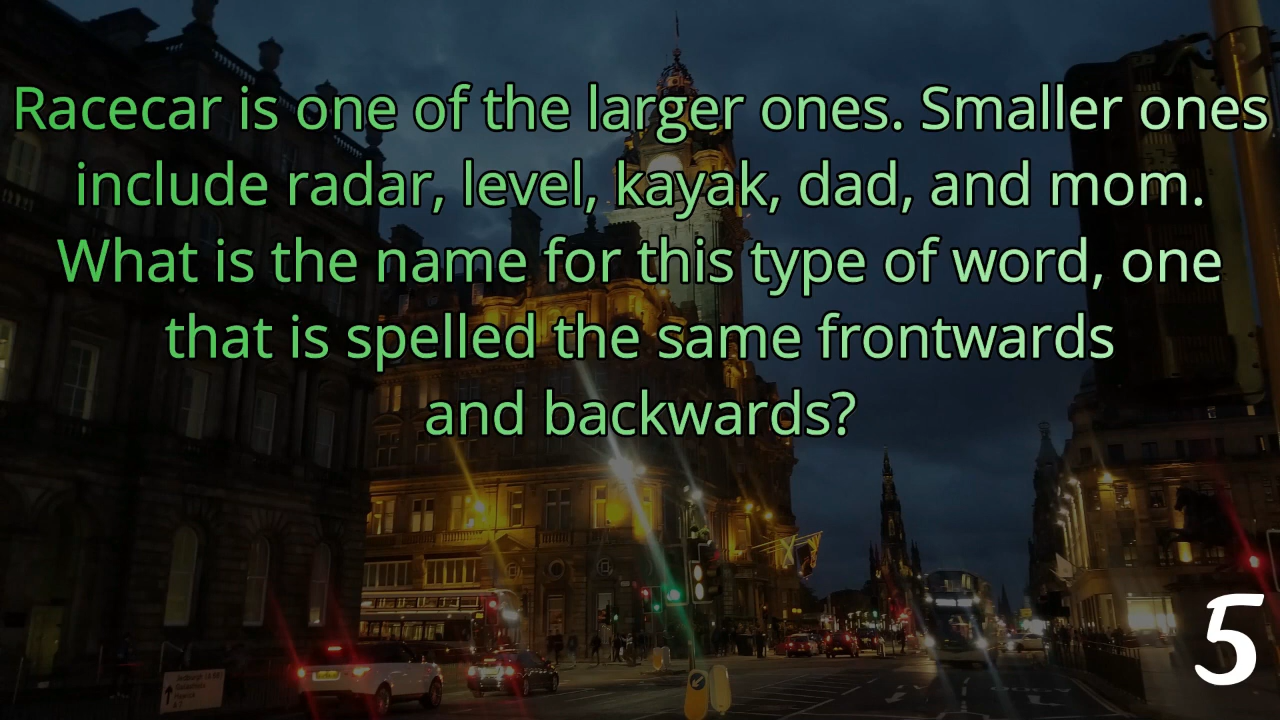 Racecar is one of the larger ones. Smaller ones
include radar, level, kayak, dad, and mom.
What is the name for this type of word, one
that is spelled the same frontwards
and backwards?
5